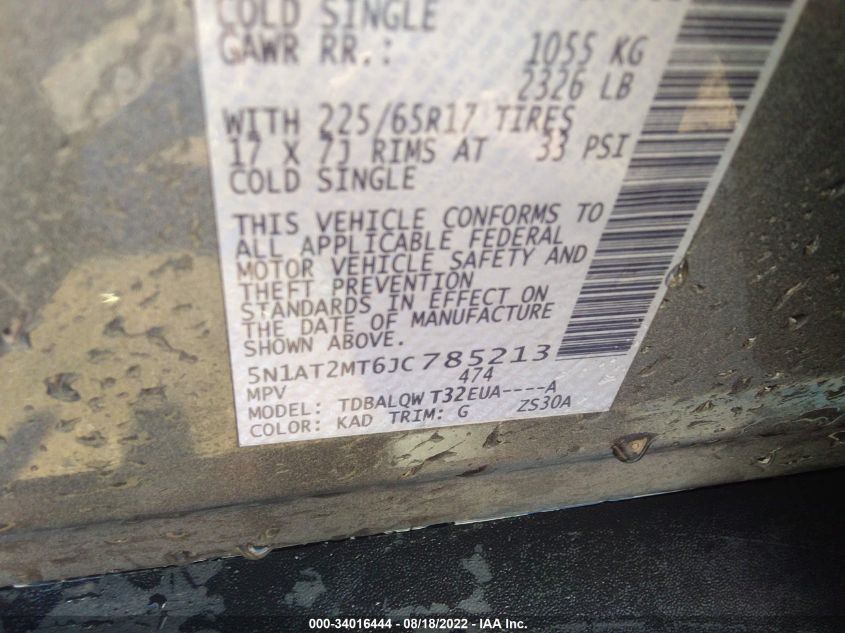 COLD SINGLE
GAWR RR.: 1055 KG
2326 LB
WITH 225/65R17 TIRES
17 X 7J RIMS AT 33 PSI
COLD SINGLE
THIS VEHICLE CONFORMS TO
ALL APPLICABLE FEDERAL
MOTOR VEHICLE SAFETY AND
THEFT PREVENTION
STANDARDS IN EFFECT ON
THE DATE OF MANUFACTURE
SHOWN ABOVE.
5N1AT2MT6JC785213
MPV 474
MODEL: TDBALQW T32EUA----A
COLOR: KAD TRIM: G ZS30A
000-34016444 - 08/18/2022 - IAA Inc.